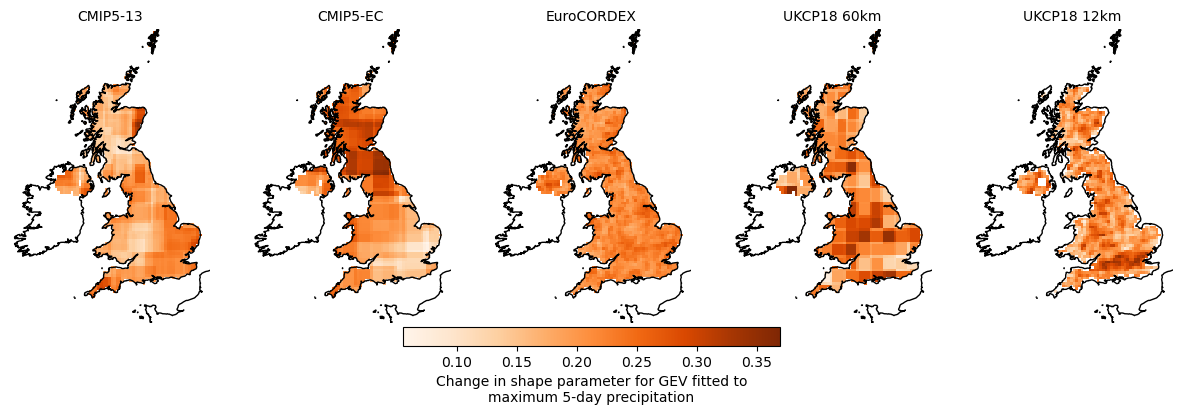 CMIP5-13
CMIP5-EC
EuroCORDEX
UKCP18 60km
UKCP18 12km
0.10 0.15 0.20 0.25 0.30 0.35
Change in shape parameter for GEV fitted to
maximum 5-day precipitation